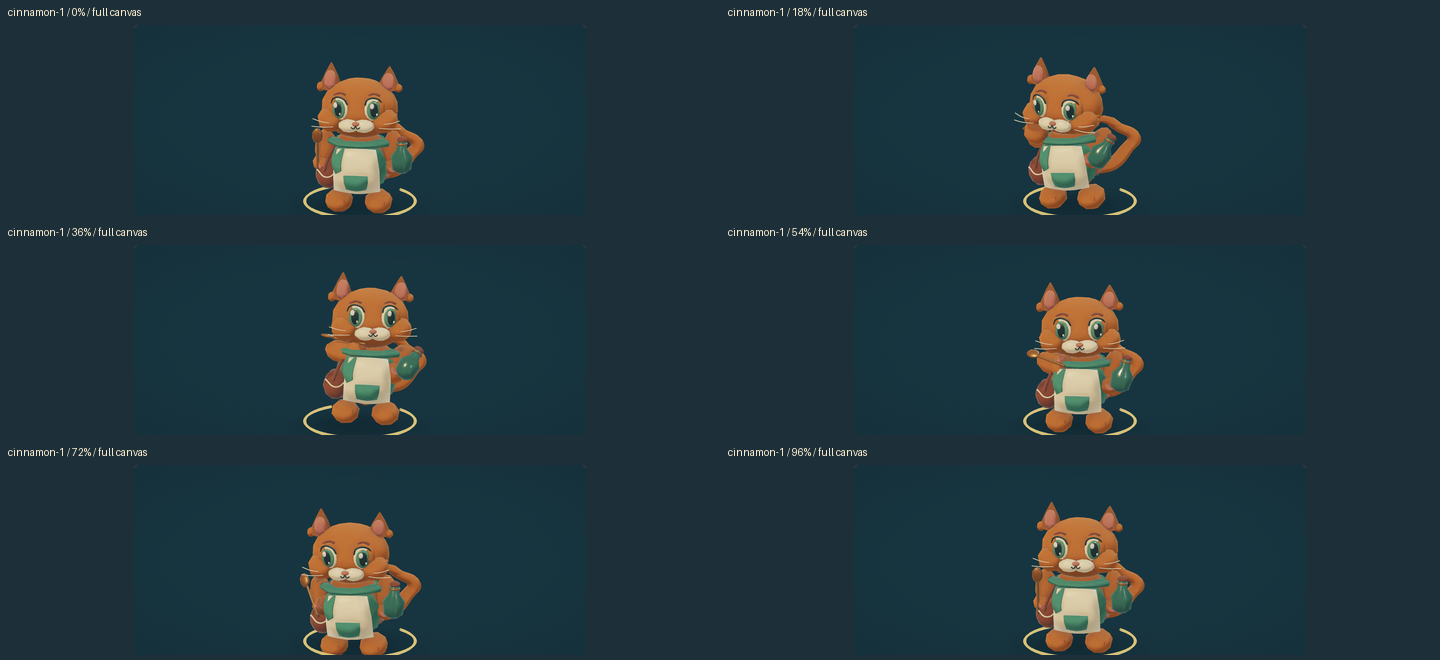 cinnamon-1 / 0% / full canvas
cinnamon-1 / 18% / full canvas
cinnamon-1 / 36% / full canvas
cinnamon-1 / 54% / full canvas
cinnamon-1 / 72% / full canvas
cinnamon-1 / 96% / full canvas